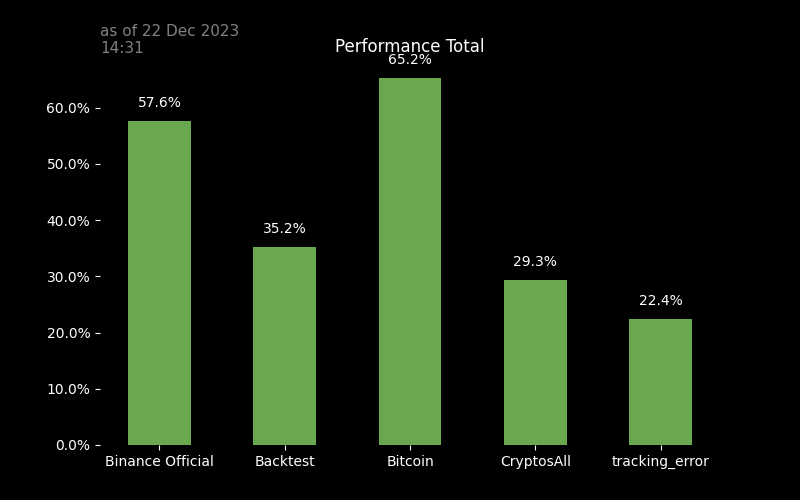 as of 22 Dec 2023
14:31
Performance Total
65.2%
57.6%
35.2%
29.3%
22.4%
60.0%
50.0%
40.0%
30.0%
20.0%
10.0%
0.0%
Binance Official
Backtest
Bitcoin
CryptosAll
tracking_error